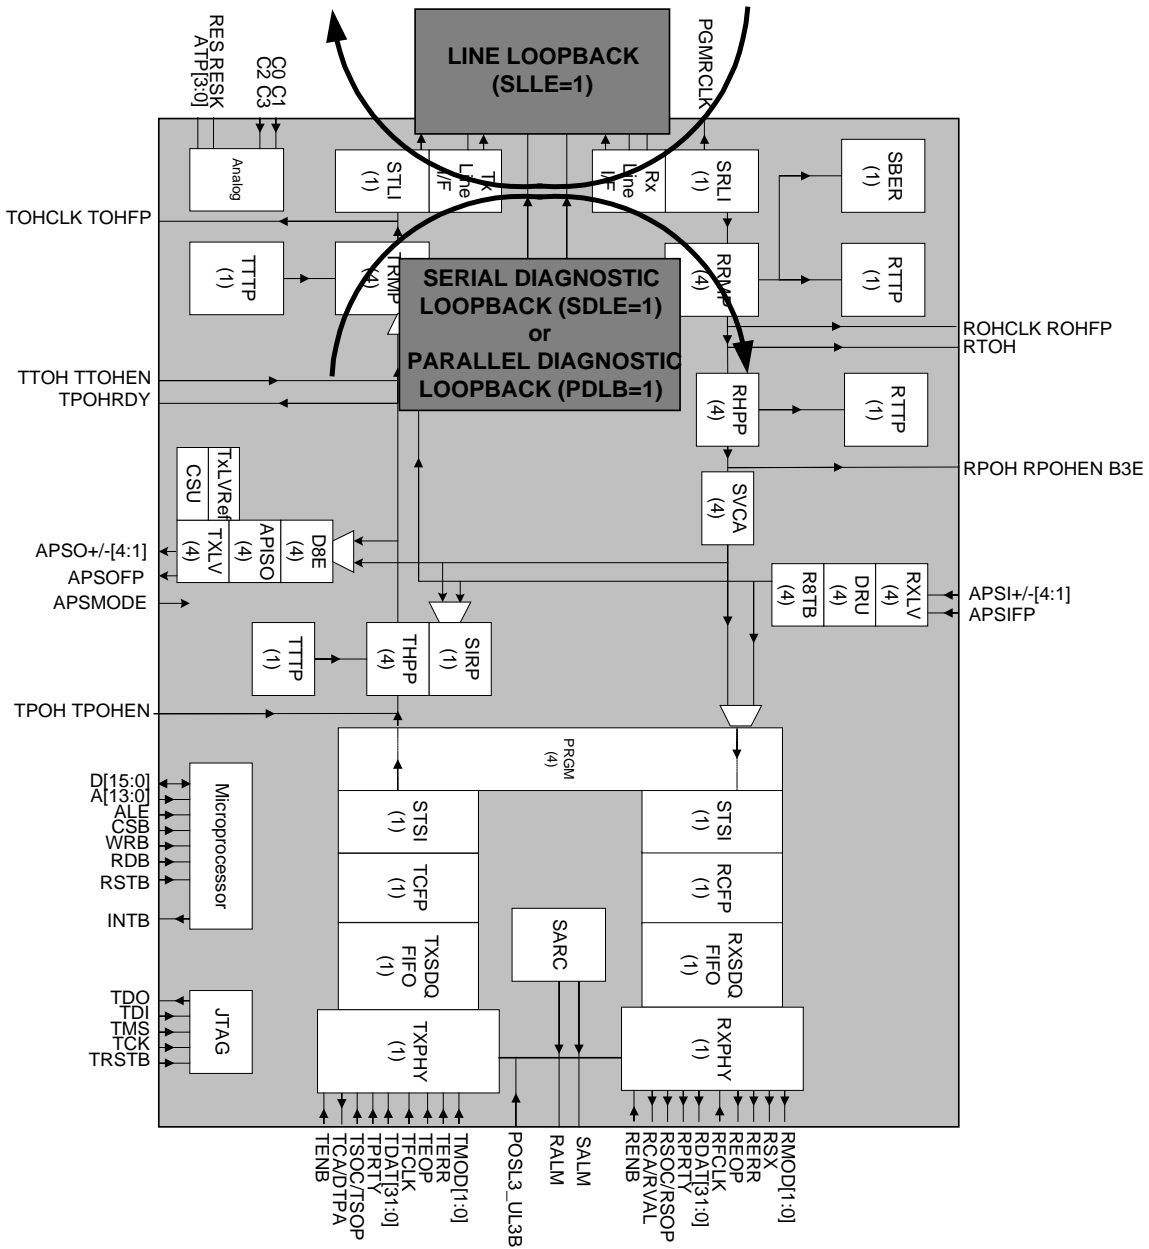 LINE LOOPBACK
(SLLE=1)
RES RESK
ATP[3:0]
C0 C1
C2 C3
PGMRCLK
Analog
STLI
(1)
Tx
Line
I/F
Rx
Line
I/F
SRLI
(1)
SBER
(1)
TOHCLK TOHFP
TTTP
(1)
TRMP
(4)
SERIAL DIAGNOSTIC
LOOPBACK (SDLE=1)
or
PARALLEL DIAGNOSTIC
LOOPBACK (PDLB=1)
RRMP
(4)
RTTP
(1)
ROHCLK ROHFP
RTOH
TTOH TTOHEN
TPOHRDY
RHPP
(4)
RTTP
(1)
RPOH RPOHEN B3E
TxLVRef
CSU
SVCA
(4)
D8E
(4)
APISO
(4)
TXLV
(4)
APSO+/-[4:1]
APSOFP
APSMODE
R8TB
(4)
DRU
(4)
RXLV
(4)
APSI+/-[4:1]
APSIFP
TTTP
(1)
THPP
(4)
SIRP
(1)
TPOH TPOHEN
PRGM
(4)
D[15:0]
A[13:0]
ALE
CSB
WRB
RDB
RSTB
INTB
Microprocessor
STSI
(1)
STSI
(1)
TCFP
(1)
RCFP
(1)
SARC
TXSDQ
FIFO
(1)
RXSDQ
FIFO
(1)
TDO
TDI
TMS
TCK
TRSTB
JTAG
TXPHY
(1)
RXPHY
(1)
TENB
TCA/DTPA
TSOC/TSOP
TPRTY
TDAT[31:0]
TFCLK
TEOP
TERR
TMOD[1:0]
POSL3_UL3B
RALM
SALM
RENB
RCA/RVAL
RSOC/RSOP
RPRTY
RDAT[31:0]
RFCLK
REOP
RERR
RSX
RMOD[1:0]